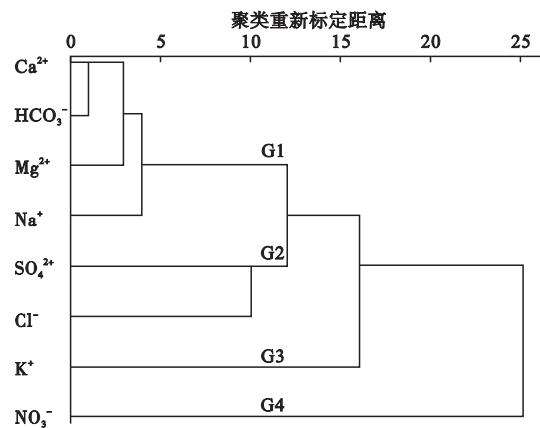 聚类重新标定距离
0 5 10 15 20 25
Ca²⁺
HCO₃⁻
G1
Mg²⁺
Na⁺
G2
SO₄²⁺
Cl⁻
G3
K⁺
G4
NO₃⁻